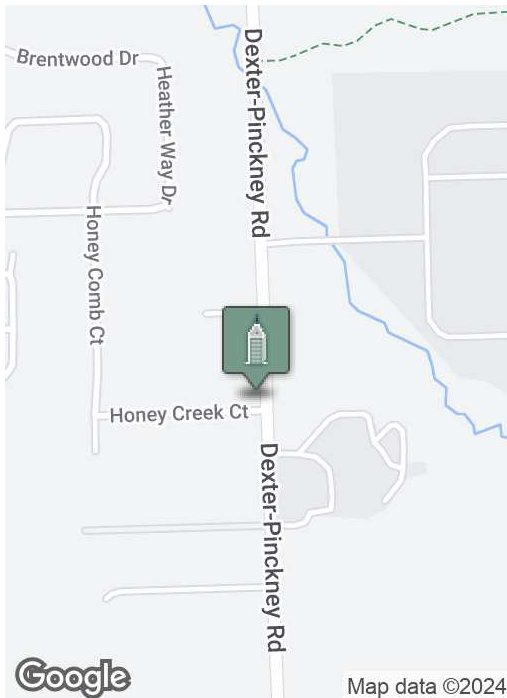 Brentwood Dr
Heather Way Dr
Dexter-Pinckney Rd
Honey Comb Ct
Honey Creek Ct
Dexter-Pinckney Rd
Google
Map data ©2024